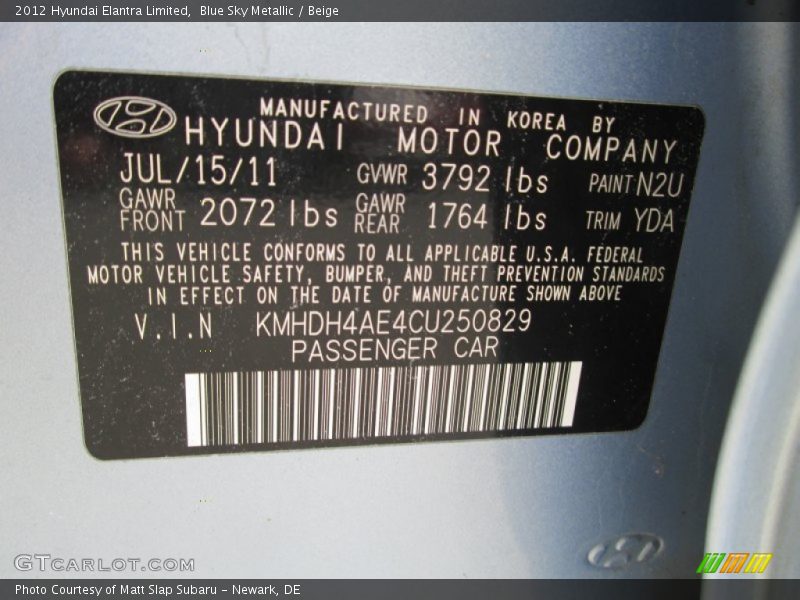 2012 Hyundai Elantra Limited, Blue Sky Metallic / Beige
MANUFACTURED IN KOREA BY
HYUNDAI MOTOR COMPANY
JUL/15/11 GVWR 3792 lbs PAINT N2U
GAWR FRONT 2072 lbs GAWR REAR 1764 lbs TRIM YDA
THIS VEHICLE CONFORMS TO ALL APPLICABLE U.S.A. FEDERAL
MOTOR VEHICLE SAFETY, BUMPER, AND THEFT PREVENTION STANDARDS
IN EFFECT ON THE DATE OF MANUFACTURE SHOWN ABOVE
V.I.N KMHDH4AE4CU250829
PASSENGER CAR
GTCARLOT.COM
Photo Courtesy of Matt Slap Subaru - Newark, DE